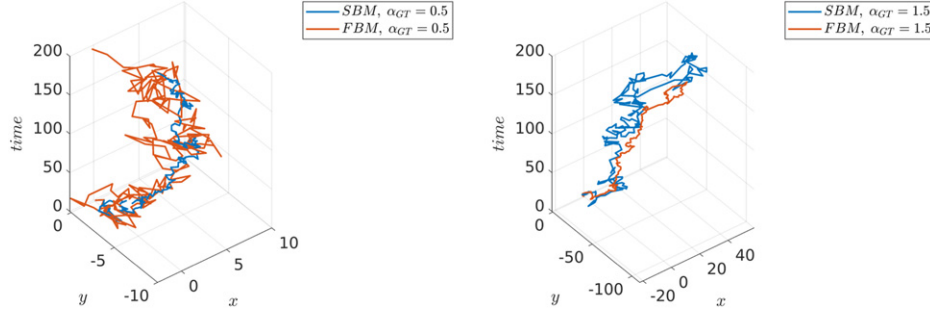 SBM, α_GT = 0.5
FBM, α_GT = 0.5
200
150
100
50
0
time
0
-5
-10
y
0
5
10
x
SBM, α_GT = 1.5
FBM, α_GT = 1.5
200
150
100
50
0
time
0
-50
-100
y
-20
0
20
40
x